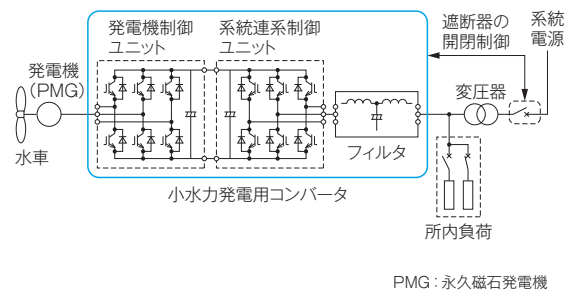 発電機制御
ユニット
系統連系制御
ユニット
遮断器の
開閉制御
系統
電源
発電機
(PMG)
変圧器
水車
フィルタ
小水力発電用コンバータ
所内負荷
PMG：永久磁石発電機